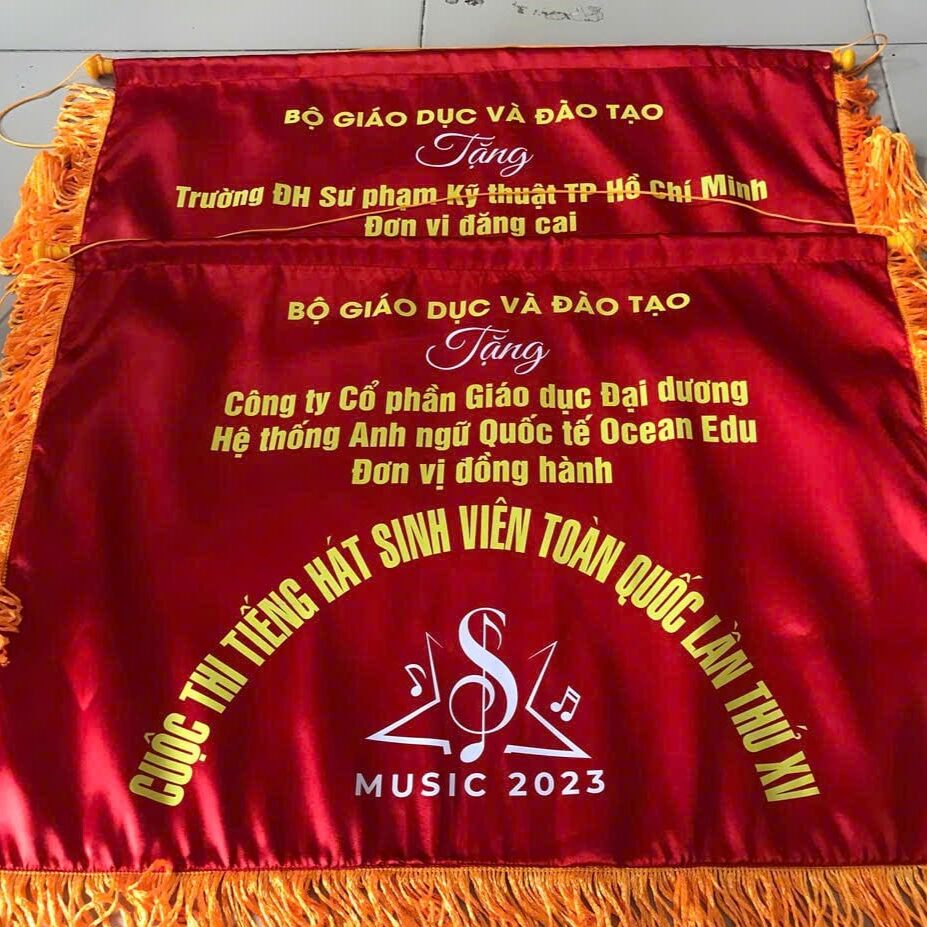 BỘ GIÁO DỤC VÀ ĐÀO TẠO
Tặng
Trường ĐH Sư phạm Kỹ thuật TP Hồ Chí Minh
Đơn vị đăng cai
BỘ GIÁO DỤC VÀ ĐÀO TẠO
Tặng
Công ty Cổ phần Giáo dục Đại dương
Hệ thống Anh ngữ Quốc tế Ocean Edu
Đơn vị đồng hành
CUỘC THI TIẾNG HÁT SINH VIÊN TOÀN QUỐC LẦN THỨ XV
S
MUSIC 2023